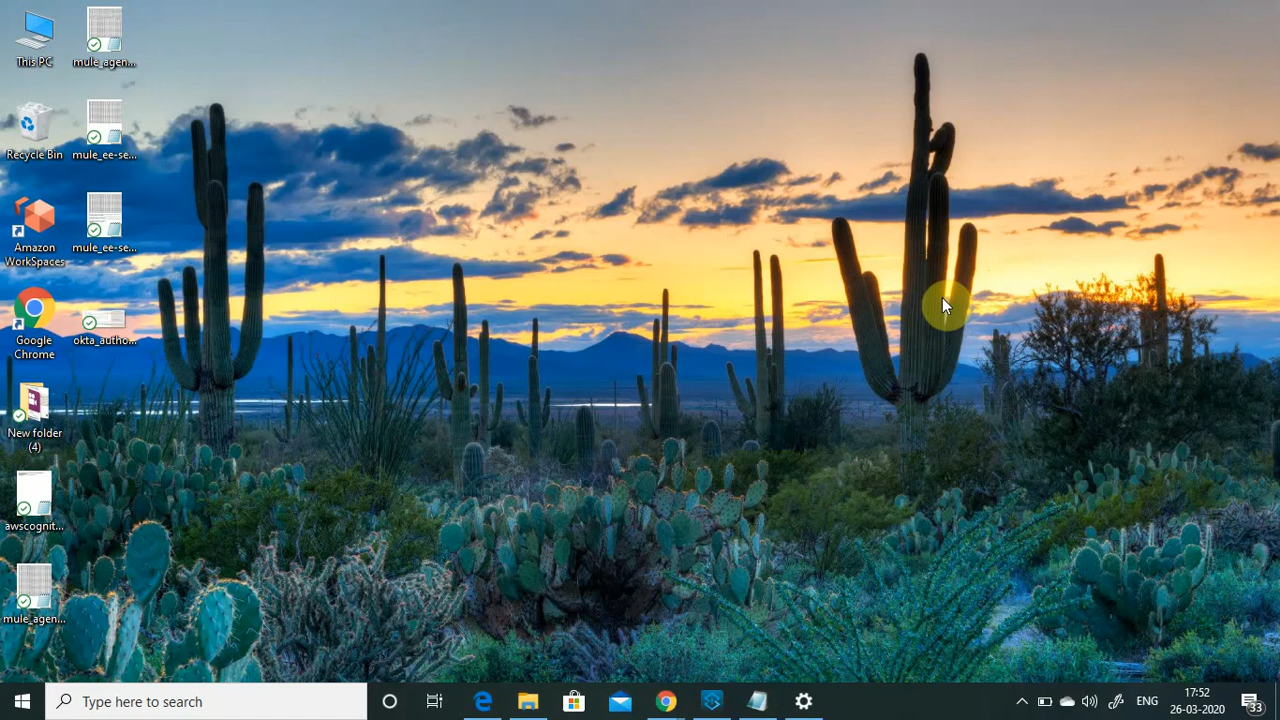 This PC
mule_agen...
Recycle Bin
mule_ee-se...
Amazon
WorkSpaces
mule_ee-se...
Google
Chrome
okta_autho...
New folder
(4)
awscognit...
mule_agen...
Type here to search
ENG
17:52
26-03-2020
33